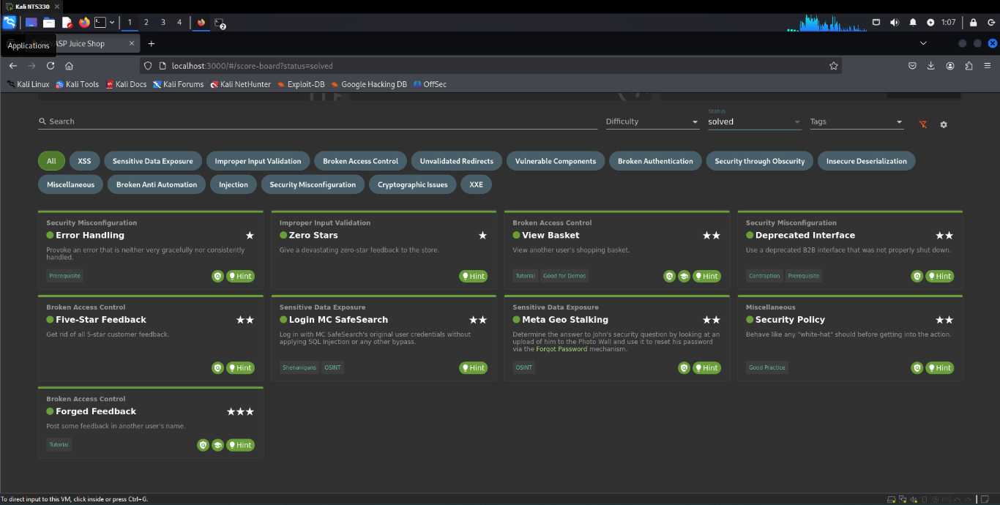 Kali NTS330
1 2 3 4
2
1:07
Applications
ASP Juice Shop
localhost:3000/#/score-board?status=solved
Kali Linux Kali Tools Kali Docs Kali Forums Kali NetHunter Exploit-DB Google Hacking DB OffSec
Search
Difficulty
Status
solved
Tags
All XSS Sensitive Data Exposure Improper Input Validation Broken Access Control Unvalidated Redirects Vulnerable Components Broken Authentication Security through Obscurity Insecure Deserialization
Miscellaneous Broken Anti Automation Injection Security Misconfiguration Cryptographic Issues XXE
Security Misconfiguration
Error Handling
Provoke an error that is neither very gracefully nor consistently
handled.
Prerequisite
Hint
Improper Input Validation
Zero Stars
Give a devastating zero-star feedback to the store.
Hint
Broken Access Control
View Basket
View another user's shopping basket.
Tutorial Good for Demos
Hint
Security Misconfiguration
Deprecated Interface
Use a deprecated B2B interface that was not properly shut down.
Contraption Prerequisite
Hint
Broken Access Control
Five-Star Feedback
Get rid of all 5-star customer feedback.
Hint
Sensitive Data Exposure
Login MC SafeSearch
Log in with MC SafeSearch's original user credentials without
applying SQL Injection or any other bypass.
Shenanigans OSINT
Hint
Sensitive Data Exposure
Meta Geo Stalking
Determine the answer to John's security question by looking at an
upload of him to the Photo Wall and use it to reset his password
via the Forgot Password mechanism.
OSINT
Hint
Miscellaneous
Security Policy
Behave like any "white-hat" should before getting into the action.
Good Practice
Hint
Broken Access Control
Forged Feedback
Post some feedback in another user's name.
Tutorial
Hint
To direct input to this VM, click inside or press Ctrl+G.